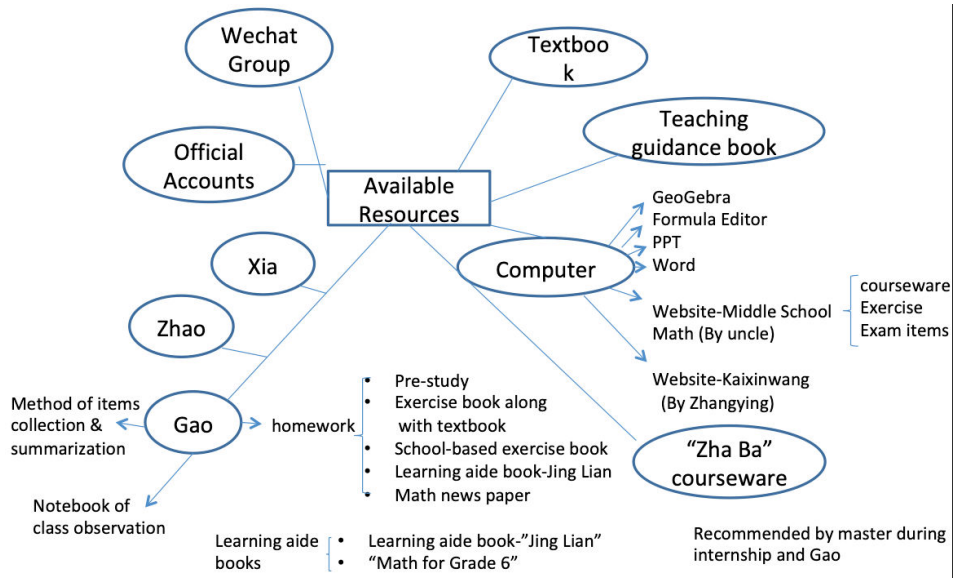 Wechat
Group
Textboo
k
Teaching
guidance book
Official
Accounts
Available
Resources
GeoGebra
Formula Editor
PPT
Word
Computer
Xia
Website-Middle School
Math (By uncle)
courseware
Exercise
Exam items
Zhao
Website-Kaixinwang
(By Zhangying)
Gao
Method of items
collection &
summarization
homework
• Pre-study
• Exercise book along
with textbook
• School-based exercise book
• Learning aide book-Jing Lian
• Math news paper
“Zha Ba”
courseware
Notebook of
class observation
Learning aide
books
• Learning aide book-”Jing Lian”
• “Math for Grade 6”
Recommended by master during
internship and Gao